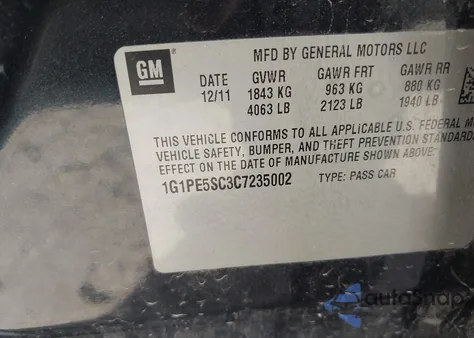 GM
MFD BY GENERAL MOTORS LLC
DATE GVWR GAWR FRT GAWR RR
12/11 1843 KG 963 KG 880 KG
4063 LB 2123 LB 1940 LB
THIS VEHICLE CONFORMS TO ALL APPLICABLE U.S. FEDERAL
VEHICLE SAFETY, BUMPER, AND THEFT PREVENTION
EFFECT ON THE DATE OF MANUFACTURE SHOWN ABOVE.
1G1PE5SC3C7235002 TYPE: PASS CAR
autoSnap